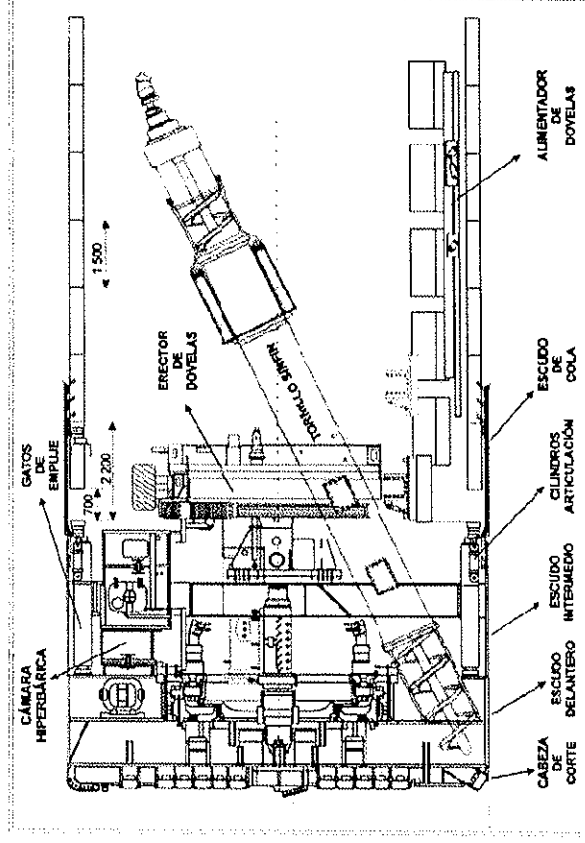 CÁMARA
HIPERBÁRICA
GATOS
DE
EMPUJE
700
2.200
1.500
ERECTOR
DE
DOVELAS
TORNILLO SINFIN
CABEZA
DE
CORTE
ESCUDO
DELANTERO
ESCUDO
INTERMEDIO
CILINDROS
ARTICULACIÓN
ESCUDO
DE
COLA
ALIMENTADOR
DE
DOVELAS